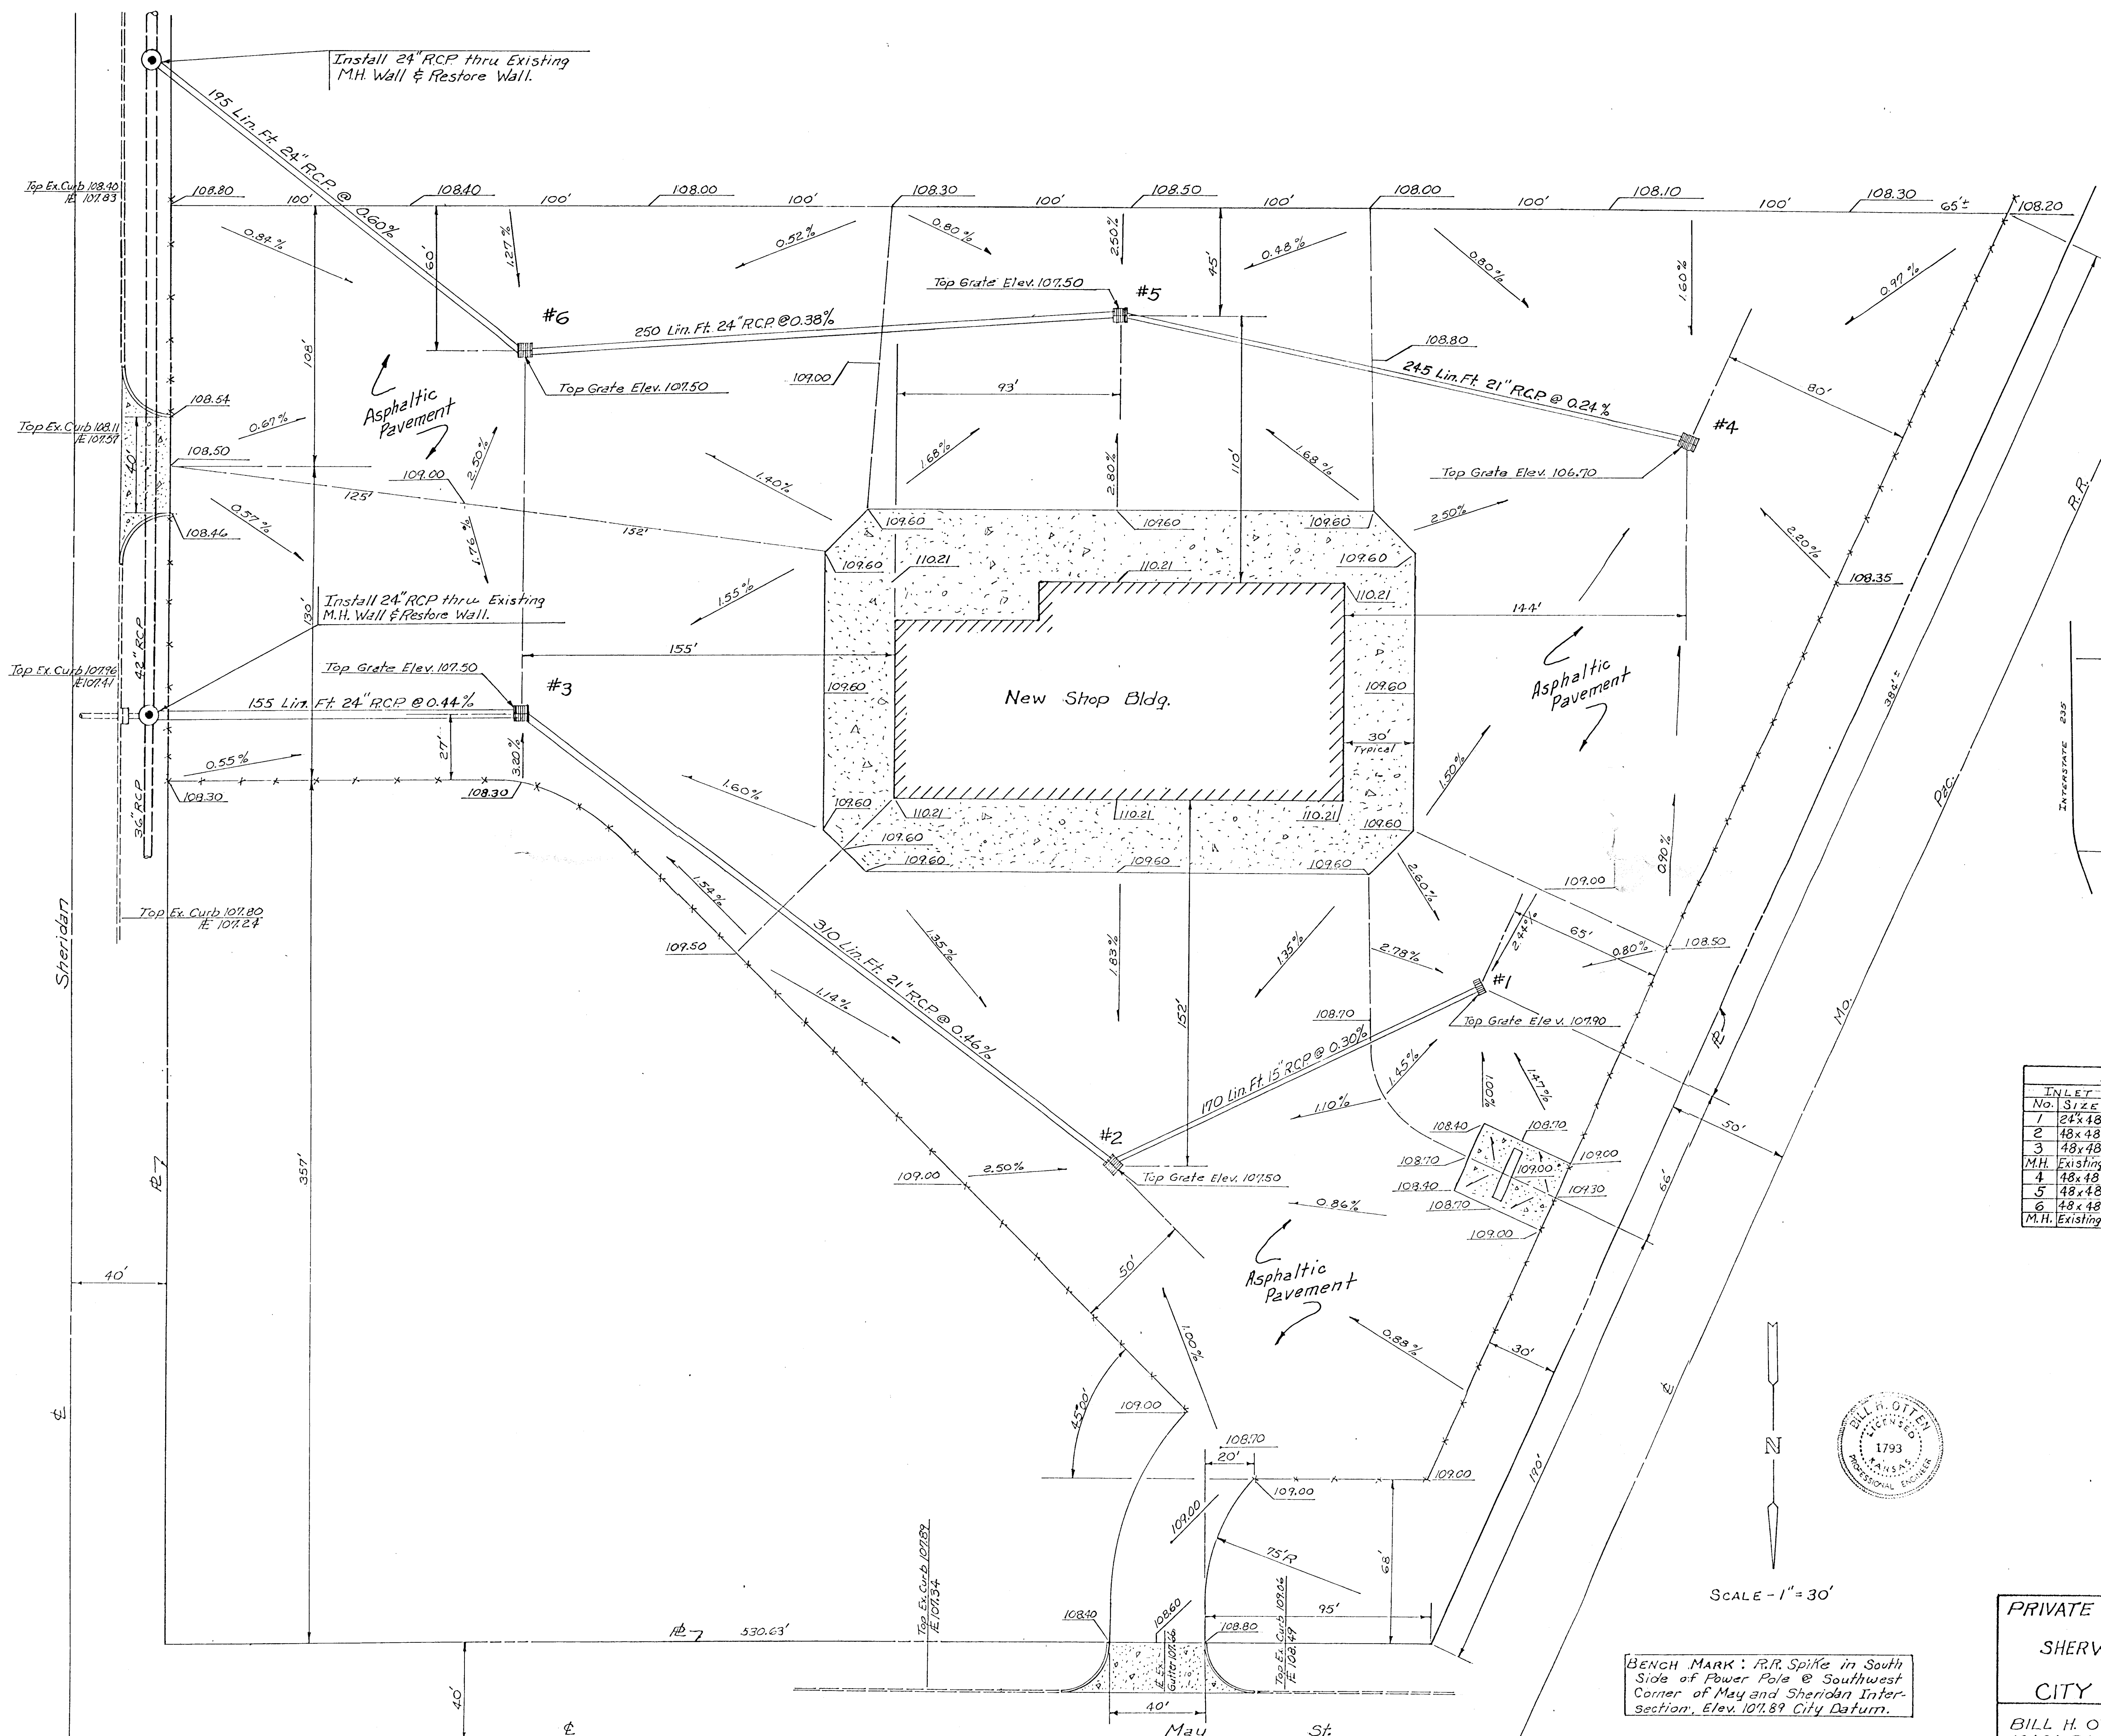 Install 24" R.C.P. thru Existing
M.H. Wall & Restore Wall.
195 Lin. Ft. 24" R.C.P. @ 0.60%
Top Ex. Curb 108.40
107.83
108.80
108.40
108.00
108.30
108.50
108.00
108.10
108.30
108.20
100'
100'
100'
100'
100'
100'
100'
65'±
0.84%
1.27%
0.52%
0.80%
2.50%
0.48%
0.80%
1.60%
0.97%
60'
45'
Top Grate Elev. 107.50
#5
#6
250 Lin. Ft. 24" R.C.P. @ 0.38%
Top Grate Elev. 107.50
109.00
108.80
93'
245 Lin. Ft. 21" R.C.P. @ 0.24%
80'
#4
Top Grate Elev. 106.70
108'
Asphaltic
Pavement
108.54
Top Ex. Curb 108.11
107.57
0.67%
40'
108.50
109.00
2.50%
125'
152'
1.40%
1.68%
2.80%
110'
1.68%
2.50%
2.20%
108.35
0.57%
108.46
1.76%
109.60
109.60
109.60
109.60
110.21
110.21
109.60
110.21
1.55%
144'
Install 24" RCP thru Existing
M.H. Wall & Restore Wall.
130'
42" RCP
155'
Top Grate Elev. 107.50
#3
Top Ex. Curb 107.96
107.41
155 Lin. Ft. 24" R.C.P. @ 0.44%
109.60
New Shop Bldg.
109.60
30'
Typical
Asphaltic
Pavement
384'±
R.R.
INTERSTATE 235
27'
3.20%
0.55%
108.30
108.30
36" RCP
1.60%
1.50%
109.60
110.21
110.21
110.21
109.60
109.60
109.60
109.60
109.60
0.90%
Pac.
Top Ex. Curb 107.80
107.24
Sheridan
1.54%
109.50
310 Lin. Ft. 21" R.C.P. @ 0.46%
1.35%
1.83%
1.35%
2.60%
109.00
2.44%
65'
0.80%
108.50
2.78%
#1
Top Grate Elev. 107.90
108.70
1.14%
152'
170 Lin. Ft. 15" R.C.P. @ 0.30%
1.45%
1.00%
1.47%
1.10%
Mo.
50'
66'
#2
Top Grate Elev. 107.50
109.00
2.50%
108.40
108.70
108.70
109.00
109.00
108.40
109.30
108.70
109.00
0.86%
INLET
No. SIZE
1 24"x48
2 48x48
3 48x48
M.H. Existing
4 48x48
5 48x48
6 48x48
M.H. Existing
357'
40'
50'
Asphaltic
Pavement
1.00%
0.88%
30'
45°00'
109.00
108.70
20'
109.00
109.00
109.00
N
BILL H. OTTEN
LICENSED
1793
KANSAS
PROFESSIONAL ENGINEER
190'
75'R
68'
Top Ex. Curb 107.89
107.34
SCALE - 1" = 30'
530.63'
108.40
108.60
Ex.
Gutter 107.66
108.80
Top Ex. Curb 109.06
108.49
95'
40'
40'
May St.
BENCH MARK: R.R. Spike in South
Side of Power Pole @ Southwest
Corner of May and Sheridan Inter-
section, Elev. 107.89 City Datum.
PRIVATE
SHERW
CITY
BILL H. O